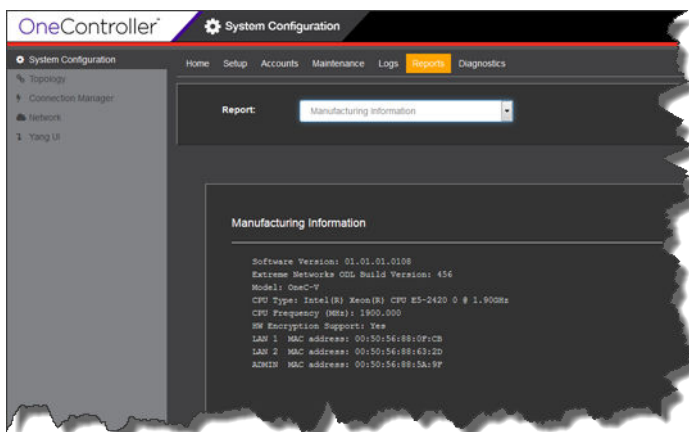 OneController™
System Configuration
System Configuration
Topology
Connection Manager
Network
Yang UI
Home Setup Accounts Maintenance Logs Reports Diagnostics
Report: Manufacturing Information
Manufacturing Information
Software Version: 01.01.01.0108
Extreme Networks ODL Build Version: 456
Model: OneC-V
CPU Type: Intel(R) Xeon(R) CPU E5-2420 0 @ 1.90GHz
CPU Frequency (MHz): 1900.000
HW Encryption Support: Yes
LAN 1 MAC address: 00:50:56:88:0F:CB
LAN 2 MAC address: 00:50:56:88:63:2D
ADMIN MAC address: 00:50:56:88:5A:9F